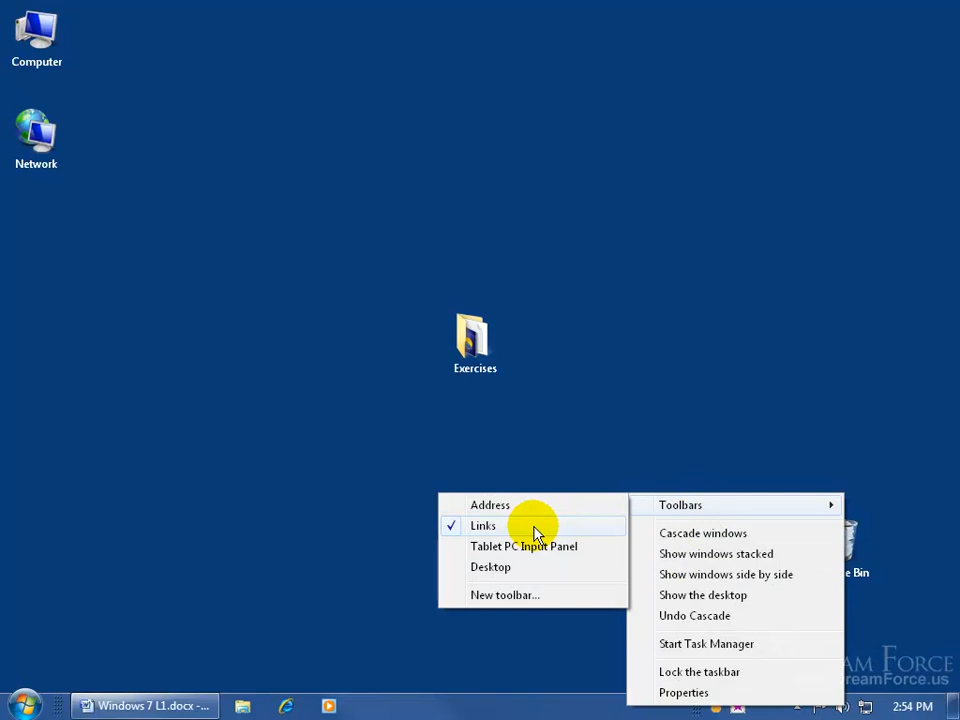 Computer
Network
Exercises
Address
Links
Tablet PC Input Panel
Desktop
New toolbar...
Toolbars
Cascade windows
Show windows stacked
Show windows side by side
Show the desktop
Undo Cascade
Start Task Manager
Lock the taskbar
Properties
e Bin
am Force
DreamForce.us
Windows 7 L1.docx -...
2:54 PM